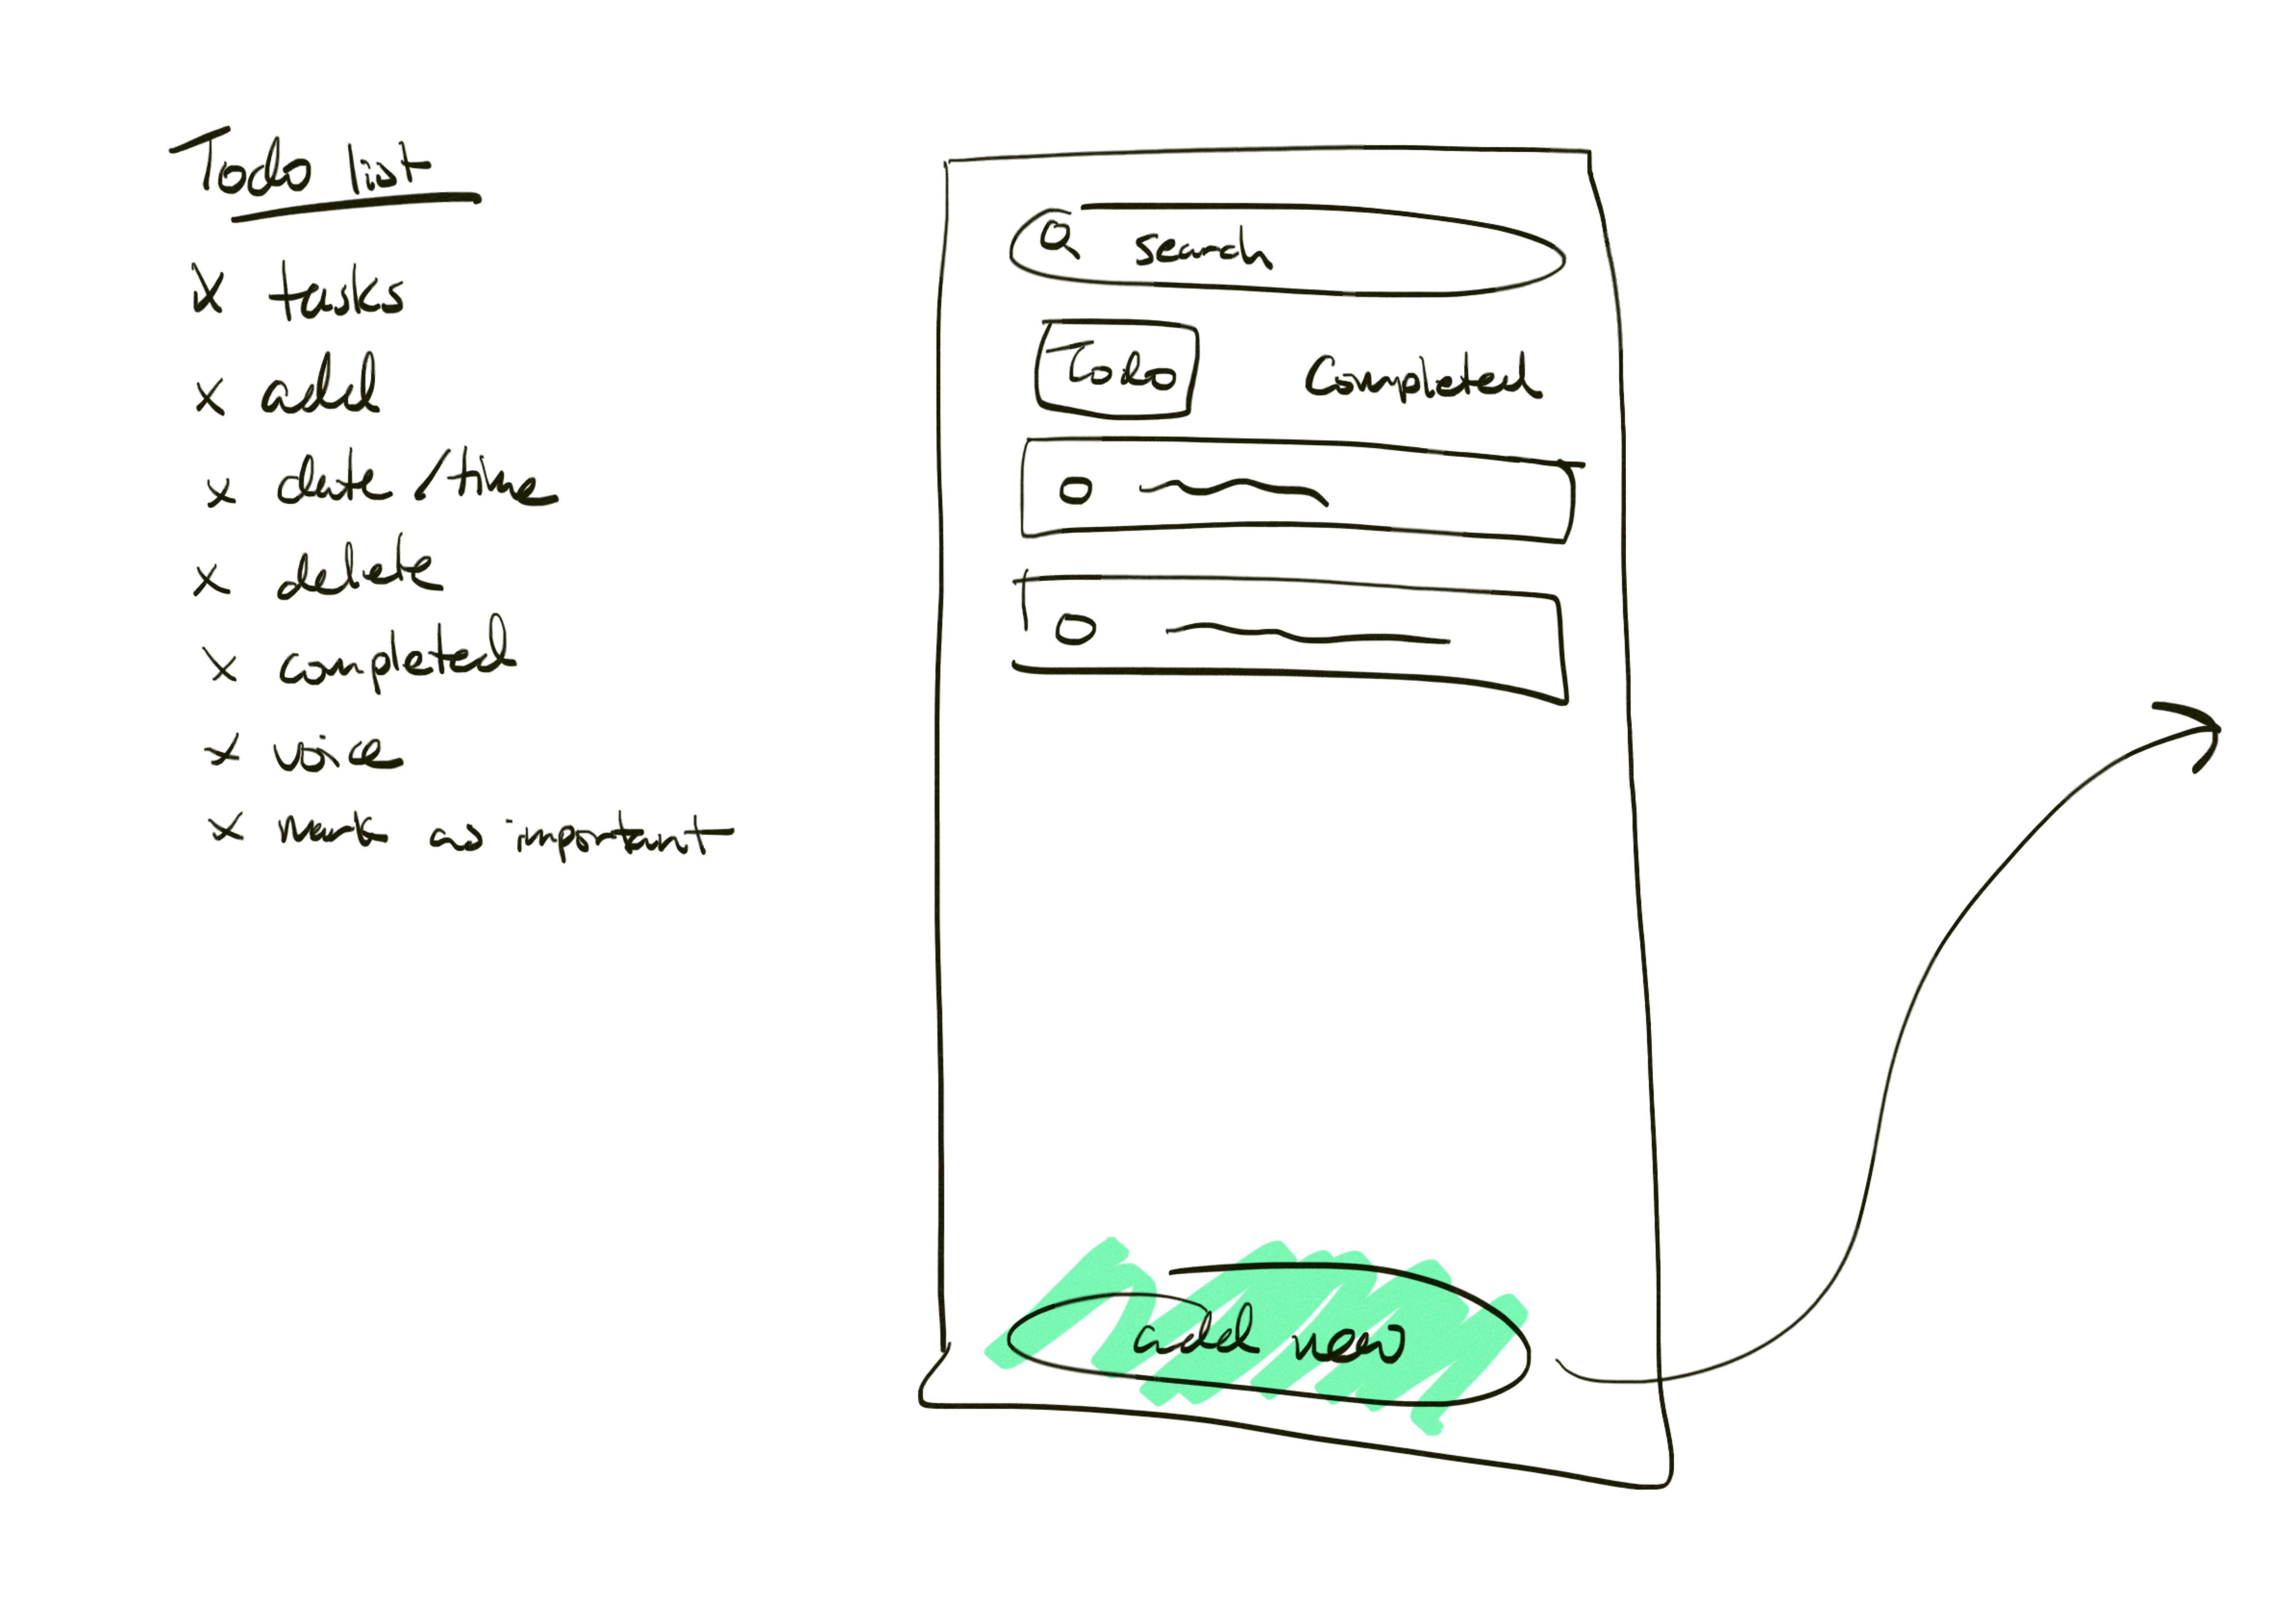 Todo list
x tasks
x add
x date/time
x delete
x completed
x voice
x mark as important
search
Todo
Completed
add new